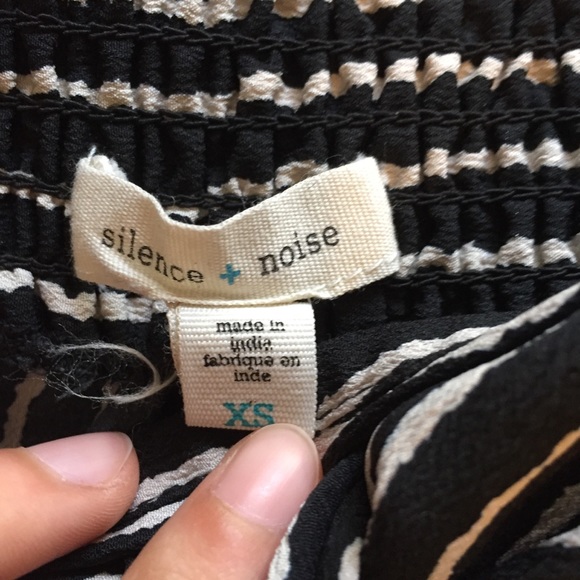 silence + noise
made in
india
fabriqué en
inde
XS